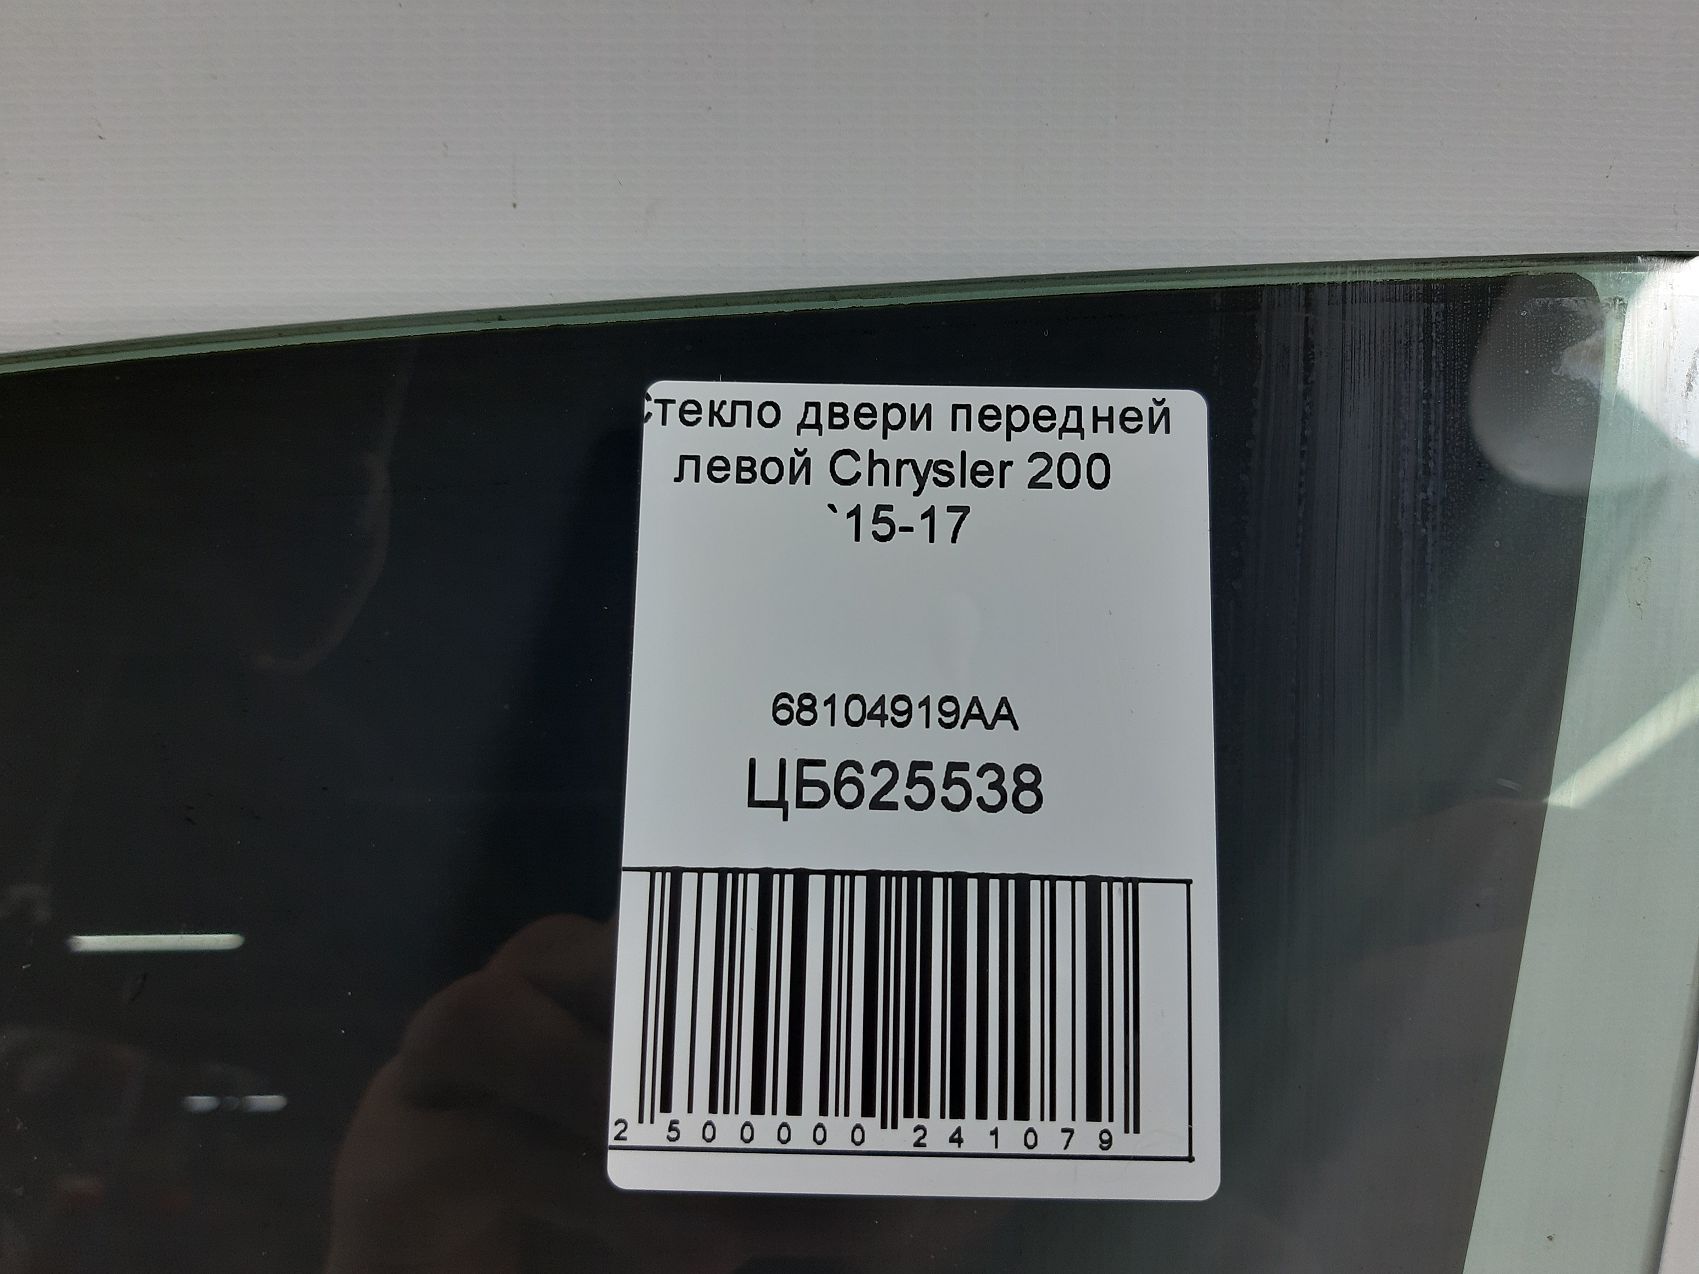 Стекло двери передней
левой Chrysler 200
`15-17
68104919AA
ЦБ625538
2 500000 241079